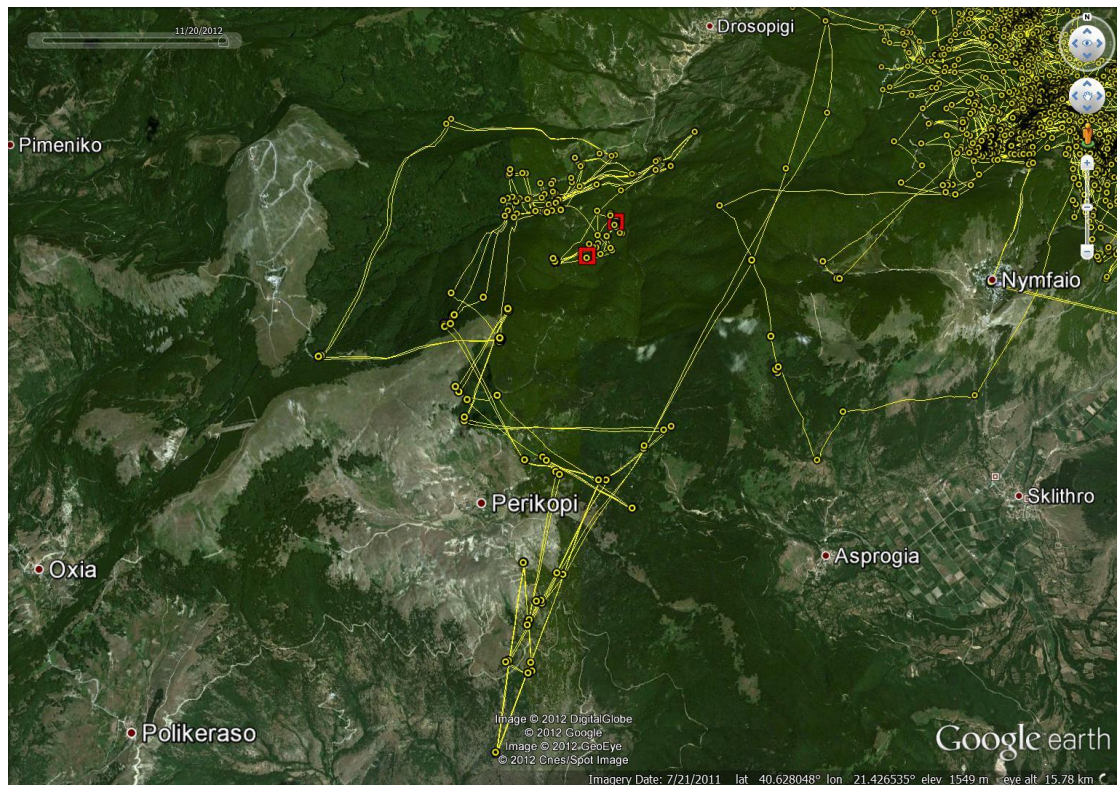 11/20/2012
Drosopigi
N
Pimeniko
Nymfaio
Perikopi
Sklithro
Asprogia
Oxia
Polikeraso
Image © 2012 DigitalGlobe
© 2012 Google
Image © 2012 GeoEye
© 2012 Cnes/Spot Image
Google earth
Imagery Date: 7/21/2011 lat 40.628048° lon 21.426535° elev 1549 m eye alt 15.78 km